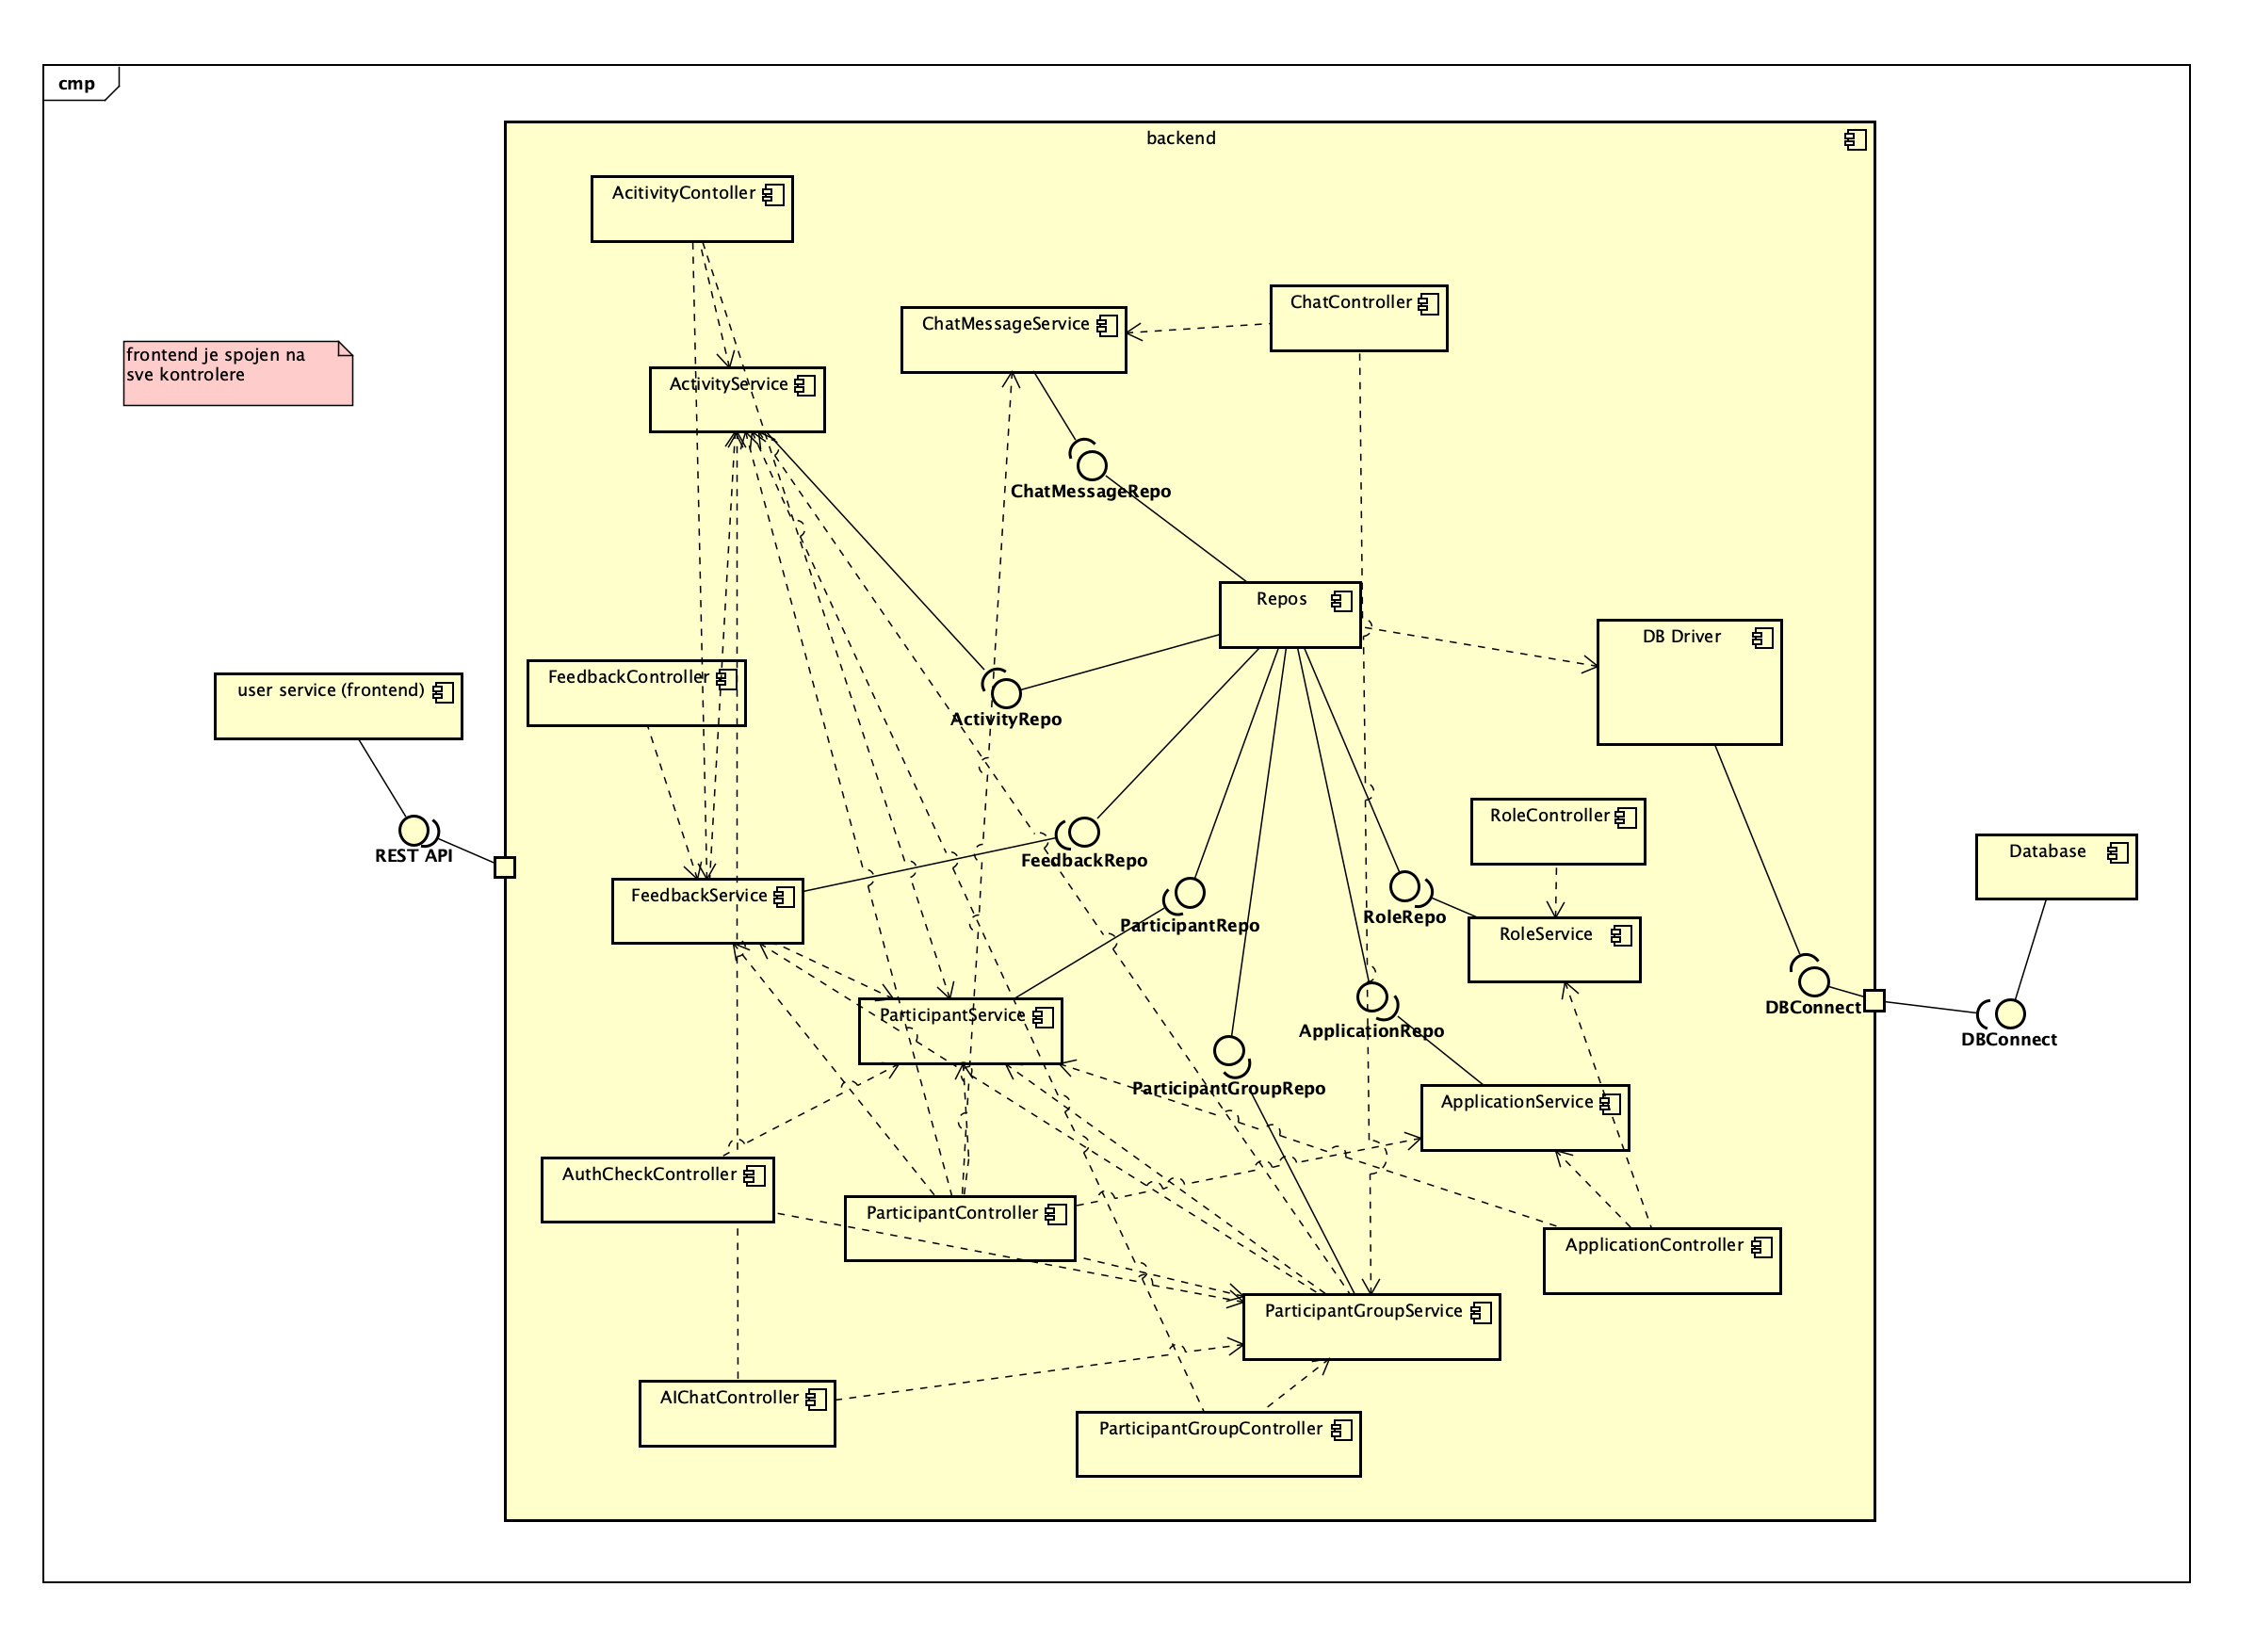 cmp
backend
AcitivityContoller
ChatController
ChatMessageService
frontend je spojen na
sve kontrolere
ActivityService
ChatMessageRepo
Repos
DB Driver
FeedbackController
user service (frontend)
ActivityRepo
RoleController
REST API
FeedbackRepo
Database
FeedbackService
RoleRepo
ParticipantRepo
RoleService
DBConnect
ParticipantService
ApplicationRepo
DBConnect
ParticipantGroupRepo
ApplicationService
AuthCheckController
ParticipantController
ApplicationController
ParticipantGroupService
AIChatController
ParticipantGroupController